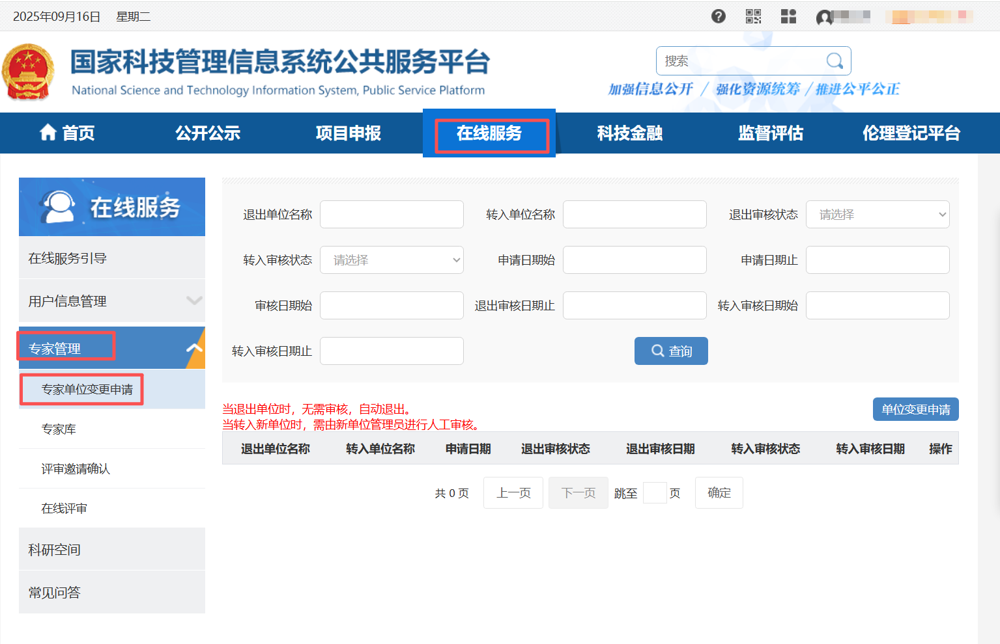 2025年09月16日 星期二
国家科技管理信息系统公共服务平台
National Science and Technology Information System, Public Service Platform
搜索
加强信息公开 / 强化资源统筹 / 推进公平公正
首页 公开公示 项目申报 在线服务 科技金融 监督评估 伦理登记平台
在线服务
在线服务引导
用户信息管理
专家管理
专家单位变更申请
专家库
评审邀请确认
在线评审
科研空间
常见问答
退出单位名称 转入单位名称 退出审核状态 请选择
转入审核状态 请选择 申请日期始 申请日期止
审核日期始 退出审核日期止 转入审核日期始
转入审核日期止 查询
当退出单位时，无需审核，自动退出。
当转入新单位时，需由新单位管理员进行人工审核。
单位变更申请
退出单位名称 转入单位名称 申请日期 退出审核状态 退出审核日期 转入审核状态 转入审核日期 操作
共 0 页 上一页 下一页 跳至 页 确定